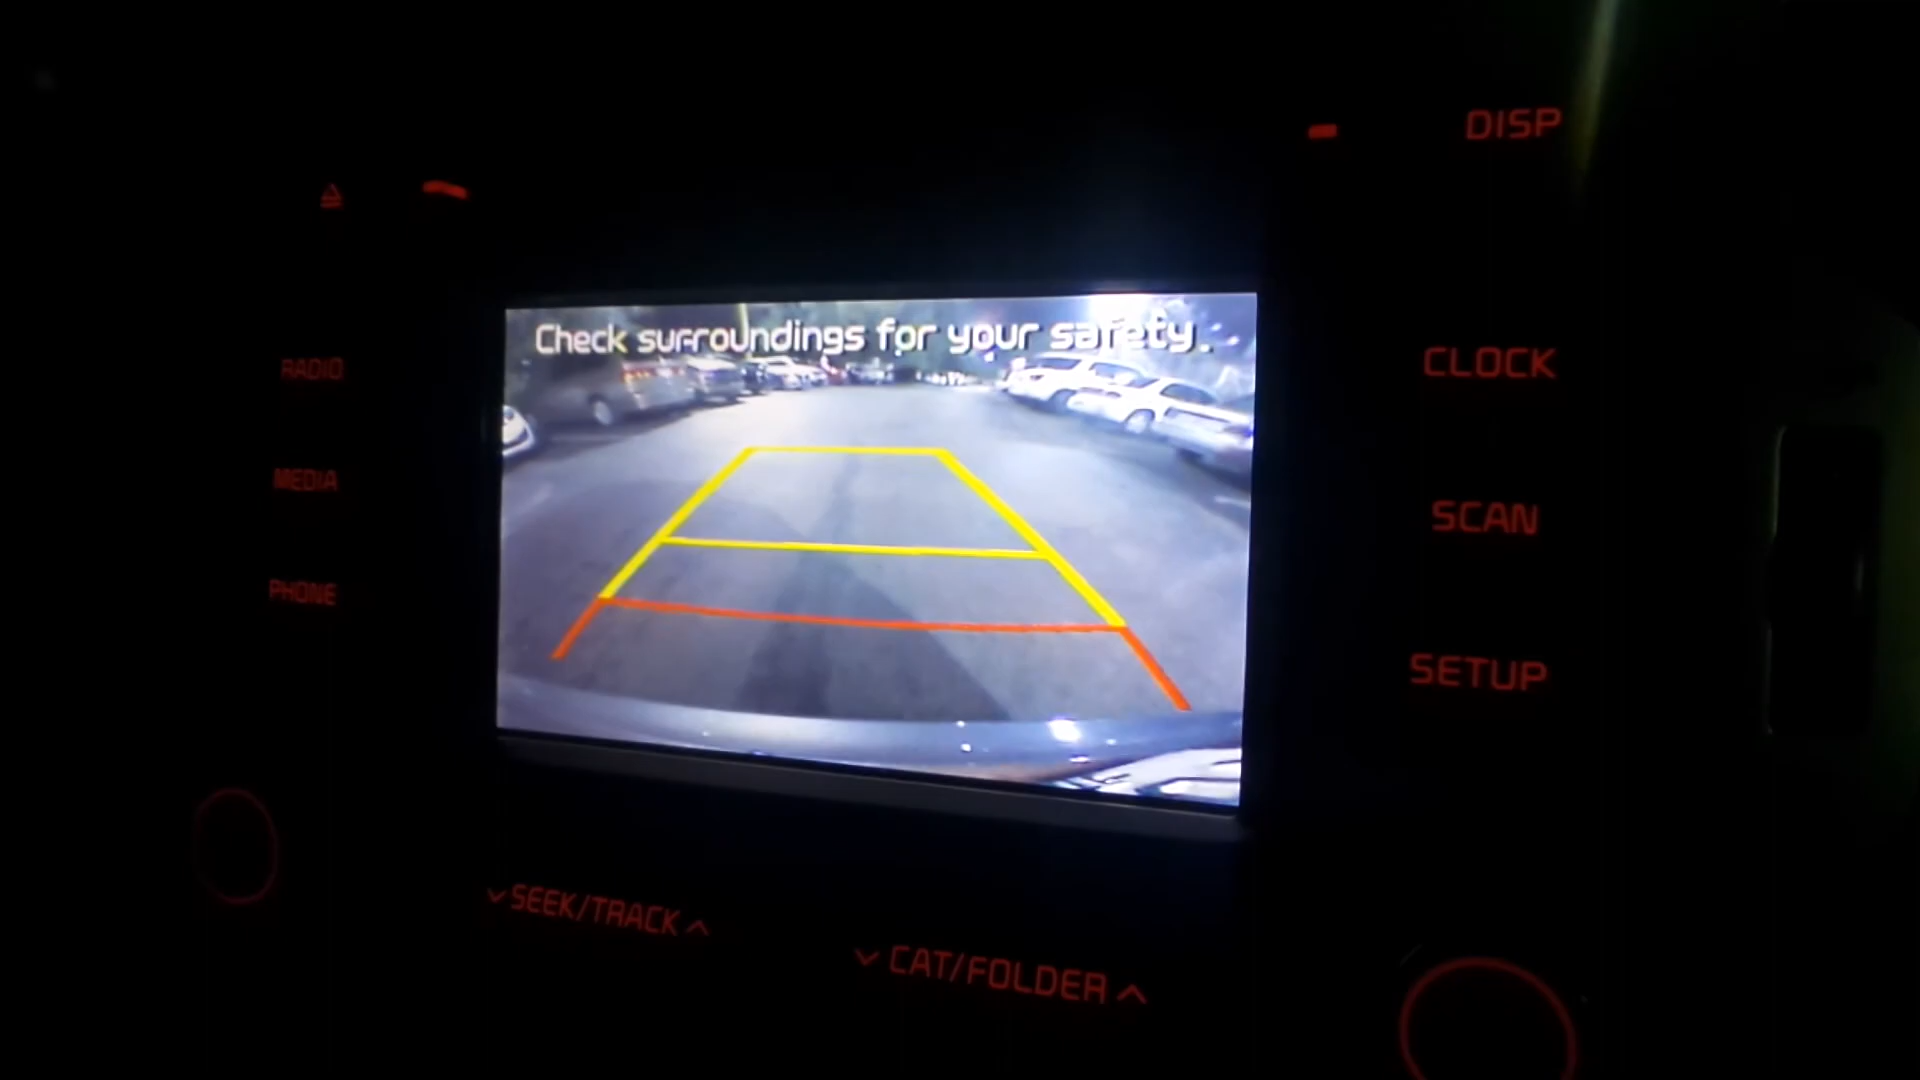 DISP
Check surroundings for your safety.
RADIO
CLOCK
MEDIA
SCAN
PHONE
SETUP
SEEK/TRACK
CAT/FOLDER